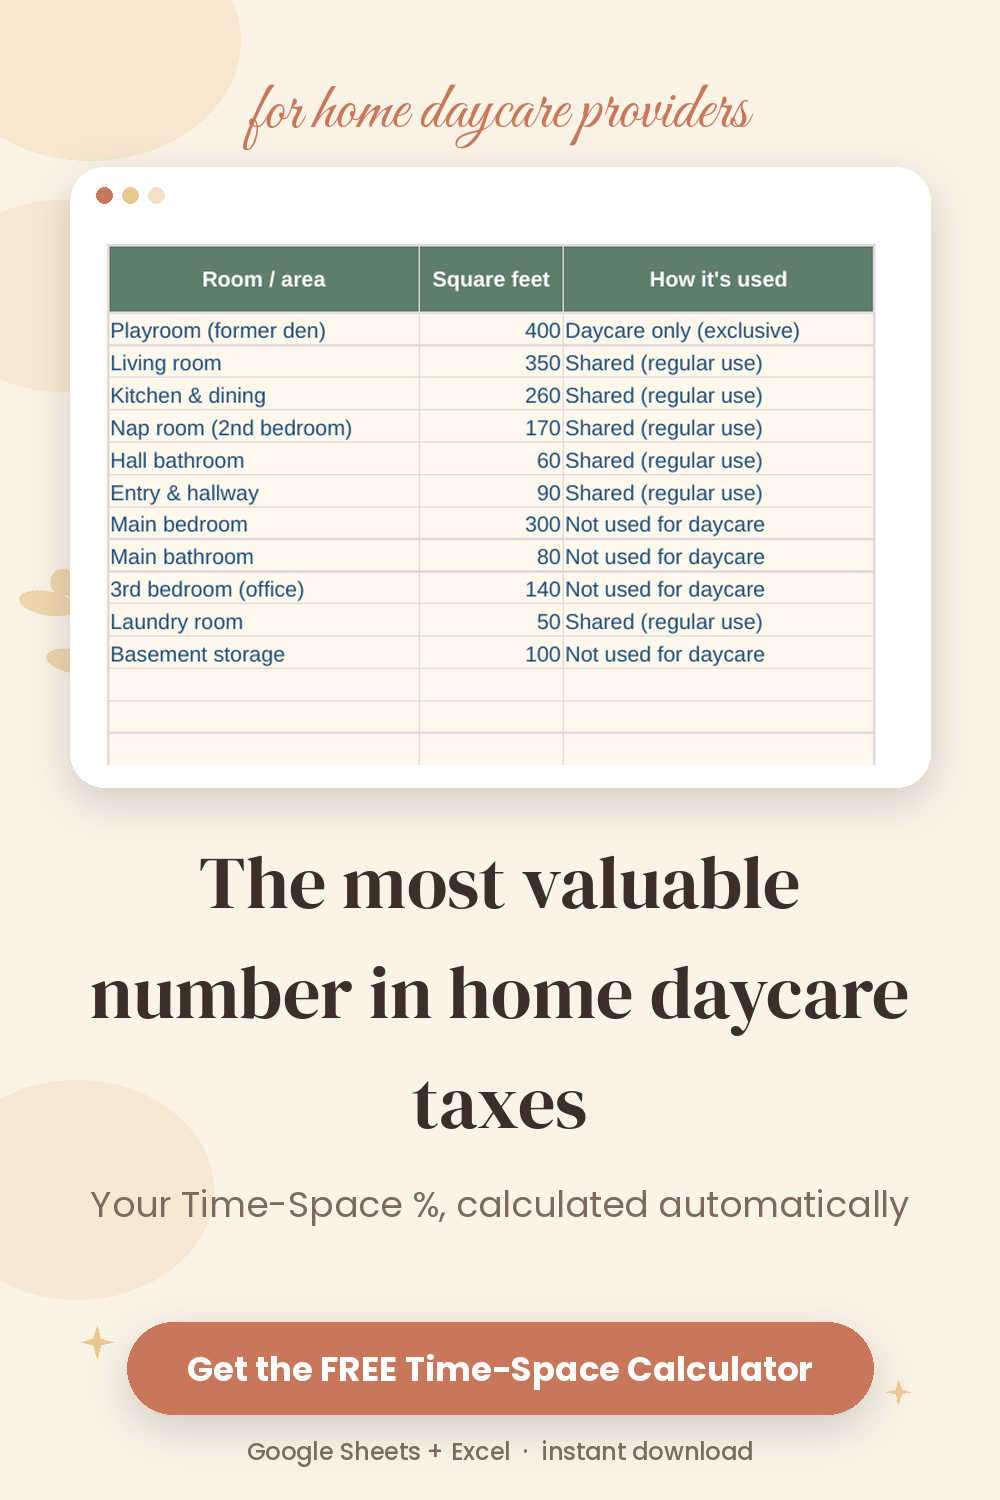 for home daycare providers
Room / area Square feet How it's used
Playroom (former den) 400 Daycare only (exclusive)
Living room 350 Shared (regular use)
Kitchen & dining 260 Shared (regular use)
Nap room (2nd bedroom) 170 Shared (regular use)
Hall bathroom 60 Shared (regular use)
Entry & hallway 90 Shared (regular use)
Main bedroom 300 Not used for daycare
Main bathroom 80 Not used for daycare
3rd bedroom (office) 140 Not used for daycare
Laundry room 50 Shared (regular use)
Basement storage 100 Not used for daycare
The most valuable
number in home daycare
taxes
Your Time-Space %, calculated automatically
Get the FREE Time-Space Calculator
Google Sheets + Excel · instant download